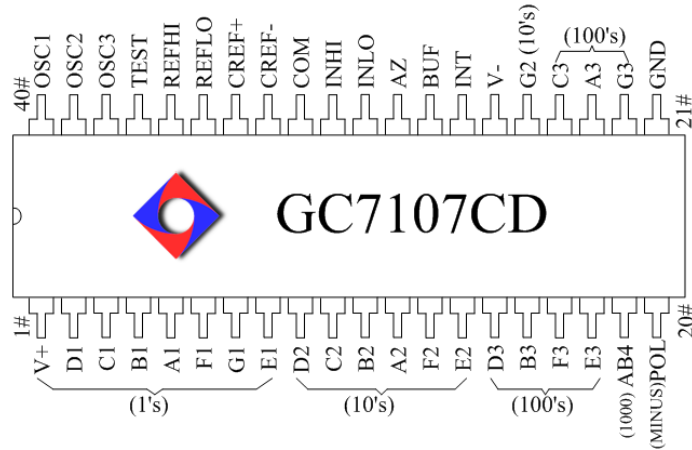 40#
OSC1
OSC2
OSC3
TEST
REFHI
REFLO
CREF+
CREF-
COM
INHI
INLO
AZ
BUF
INT
V-
G2 (10's)
(100's)
C3
A3
G3
GND
21#
GC7107CD
1#
V+
D1
C1
B1
A1
F1
G1
E1
(1's)
D2
C2
B2
A2
F2
E2
(10's)
D3
B3
F3
E3
(100's)
(1000) AB4
(MINUS)POL
20#